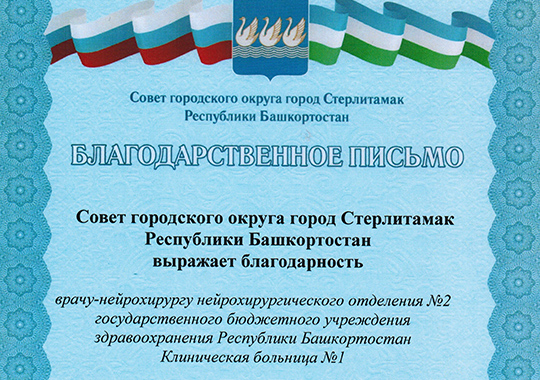 Совет городского округа город Стерлитамак
Республики Башкортостан
БЛАГОДАРСТВЕННОЕ ПИСЬМО
Совет городского округа город Стерлитамак
Республики Башкортостан
выражает благодарность
врачу-нейрохирургу нейрохирургического отделения №2
государственного бюджетного учреждения
здравоохранения Республики Башкортостан
Клиническая больница №1